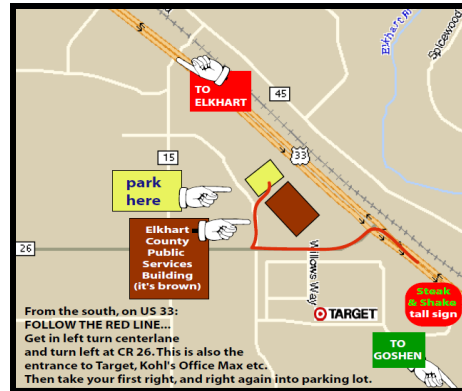 Elkhart R
Spicewood
TO
ELKHART
45
33
15
park
here
Elkhart
County
Public
Services
Building
(it's brown)
26
Willows Way
TARGET
Steak
& Shake
tall sign
TO
GOSHEN
From the south, on US 33:
FOLLOW THE RED LINE...
Get in left turn centerlane
and turn left at CR 26. This is also the
entrance to Target, Kohl's Office Max etc.
Then take your first right, and right again into parking lot.